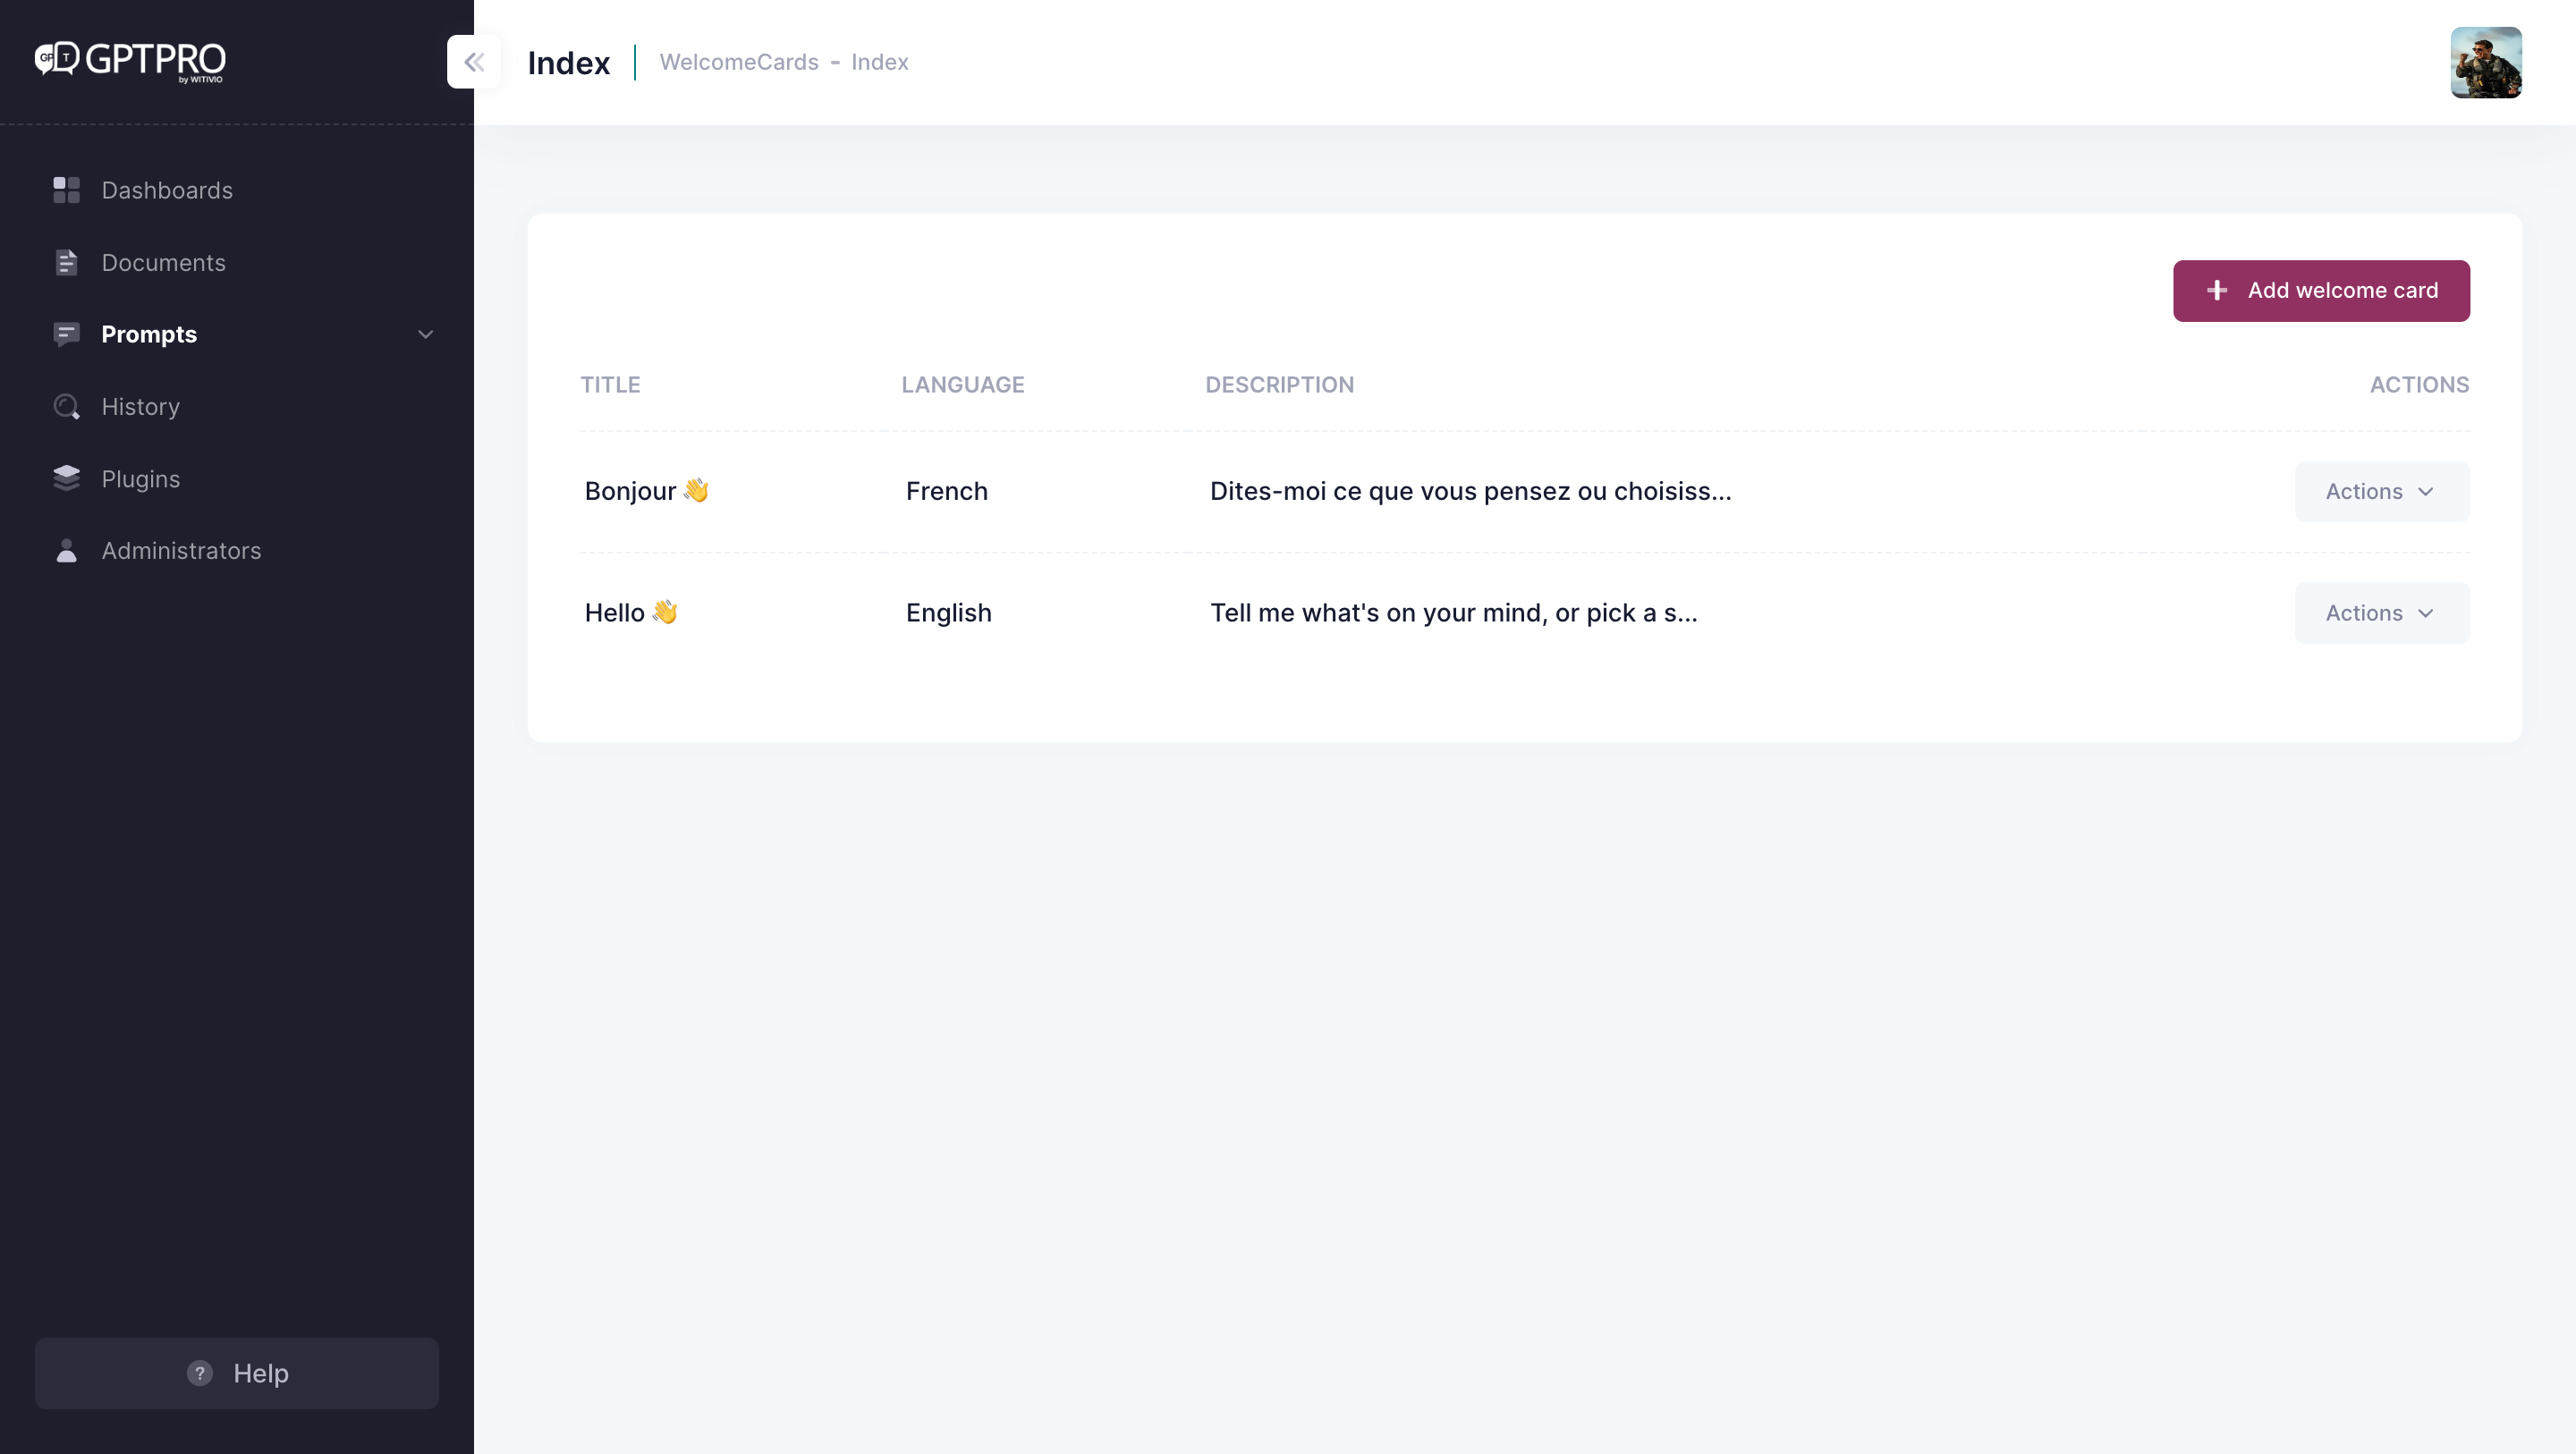 GPT GPTPRO
by WITIVIO
Index
WelcomeCards - Index
Dashboards
Documents
Prompts
History
Plugins
Administrators
Help
Add welcome card
TITLE LANGUAGE DESCRIPTION ACTIONS
Bonjour 👋 French Dites-moi ce que vous pensez ou choisiss... Actions
Hello 👋 English Tell me what's on your mind, or pick a s... Actions